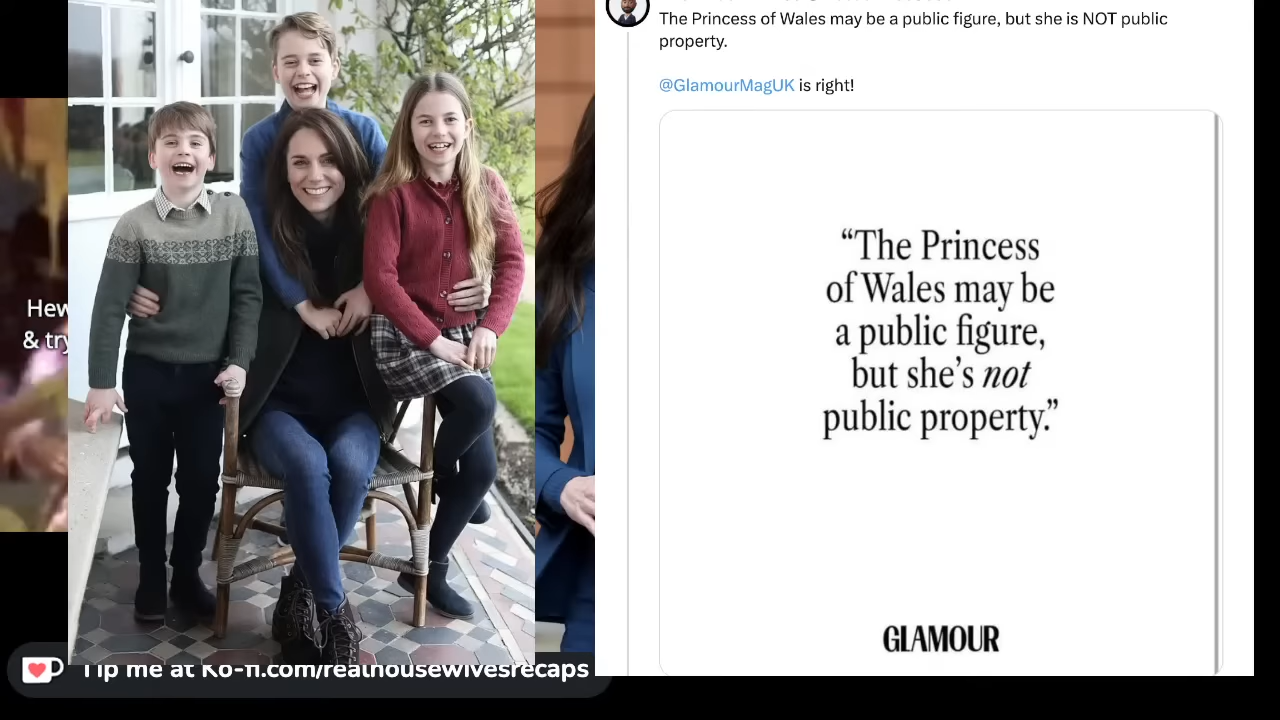 The Princess of Wales may be a public figure, but she is NOT public
property.
@GlamourMagUK is right!
“The Princess
of Wales may be
a public figure,
but she’s not
public property.”
GLAMOUR
Hew
& try
Tip me at Ko-fi.com/realhousewivesrecaps